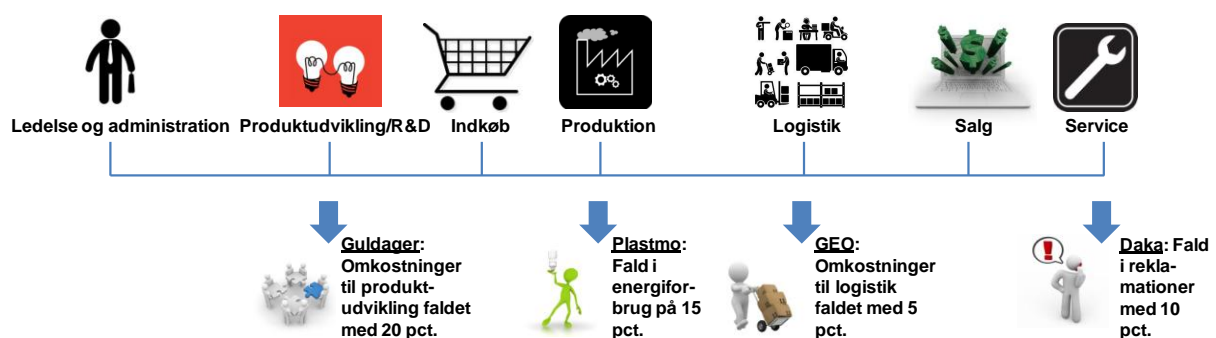 Ledelse og administration
Produktudvikling/R&D
Indkøb
Produktion
Logistik
Salg
Service
Guldager:
Omkostninger
til produkt-
udvikling faldet
med 20 pct.
Plastmo:
Fald i
energifor-
brug på 15
pct.
GEO:
Omkostninger
til logistik
faldet med 5
pct.
Daka: Fald
i rekla-
mationer
med 10
pct.